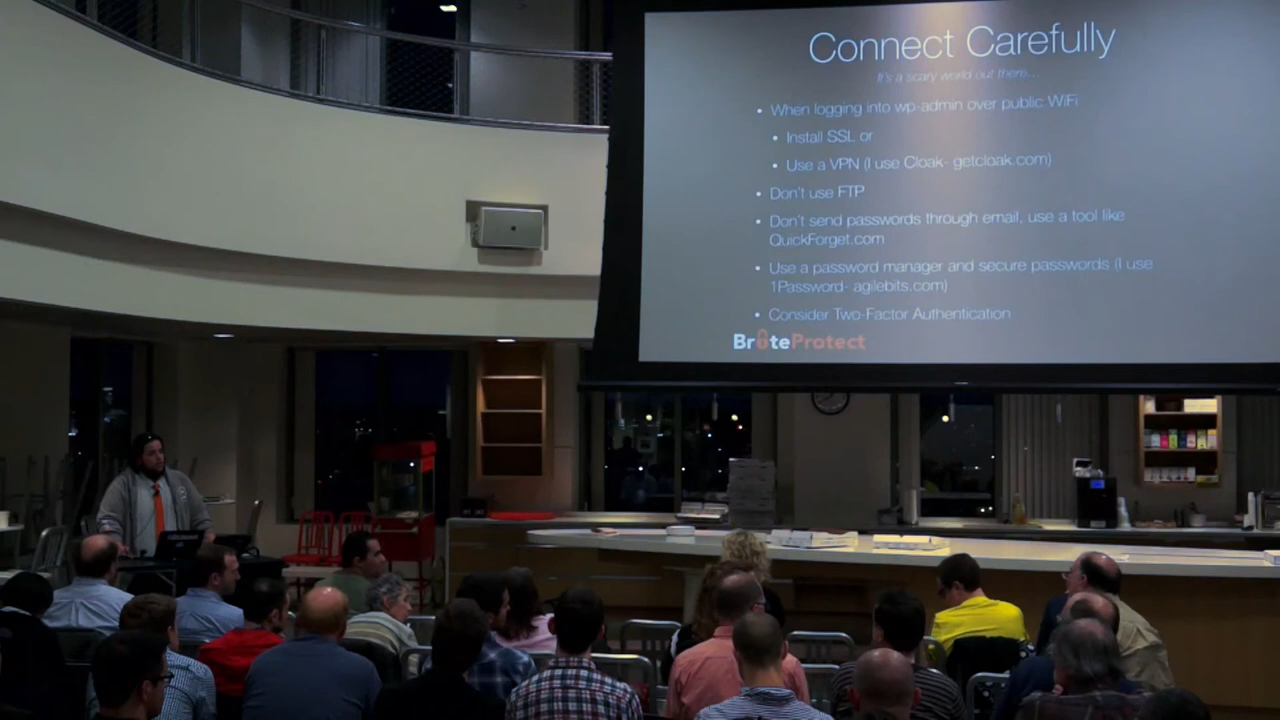 Connect Carefully
It's a scary world out there...
• When logging into wp-admin over public WiFi
• Install SSL or
• Use a VPN (I use Cloak- getcloak.com)
• Don't use FTP
• Don't send passwords through email, use a tool like
QuickForget.com
• Use a password manager and secure passwords (I use
1Password- agilebits.com)
• Consider Two-Factor Authentication
BruteProtect